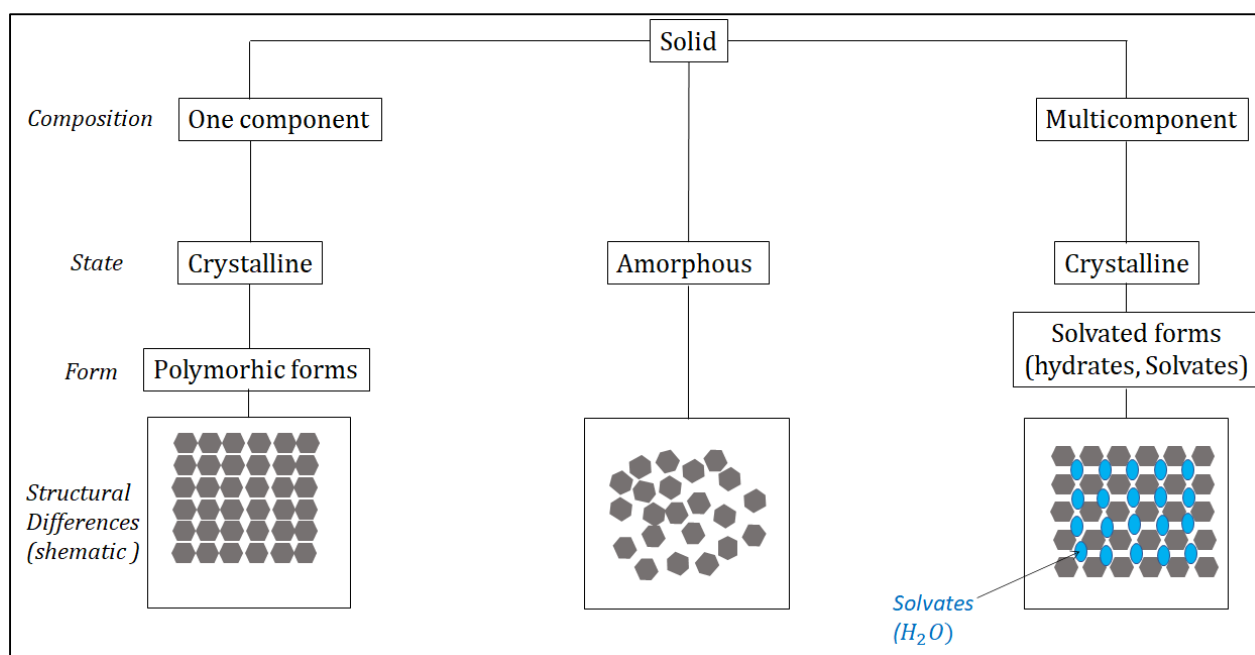 Solid
Composition
One component
Multicomponent
State
Crystalline
Amorphous
Crystalline
Form
Polymorhic forms
Solvated forms
(hydrates, Solvates)
Structural
Differences
(shematic )
Solvates
(H₂O)